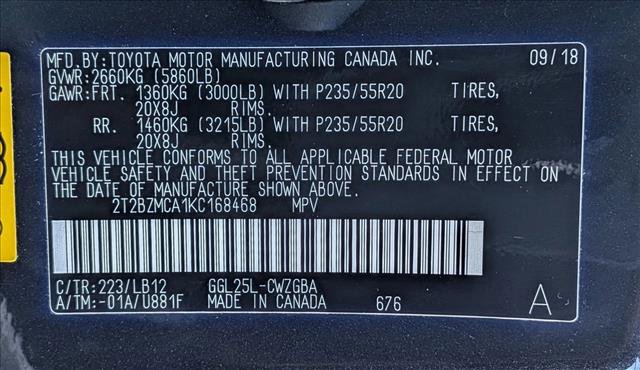 MFD.BY:TOYOTA MOTOR MANUFACTURING CANADA INC. 09/18
GVWR:2660KG (5860LB)
GAWR:FRT. 1360KG (3000LB) WITH P235/55R20 TIRES,
20X8J RIMS.
RR. 1460KG (3215LB) WITH P235/55R20 TIRES,
20X8J RIMS.
THIS VEHICLE CONFORMS TO ALL APPLICABLE FEDERAL MOTOR
VEHICLE SAFETY AND THEFT PREVENTION STANDARDS IN EFFECT ON
THE DATE OF MANUFACTURE SHOWN ABOVE.
2T2BZMCA1KC168468 MPV
C/TR:223/LB12 GGL25L-CWZGBA
A/TM:-01A/U881F MADE IN CANADA 676 A